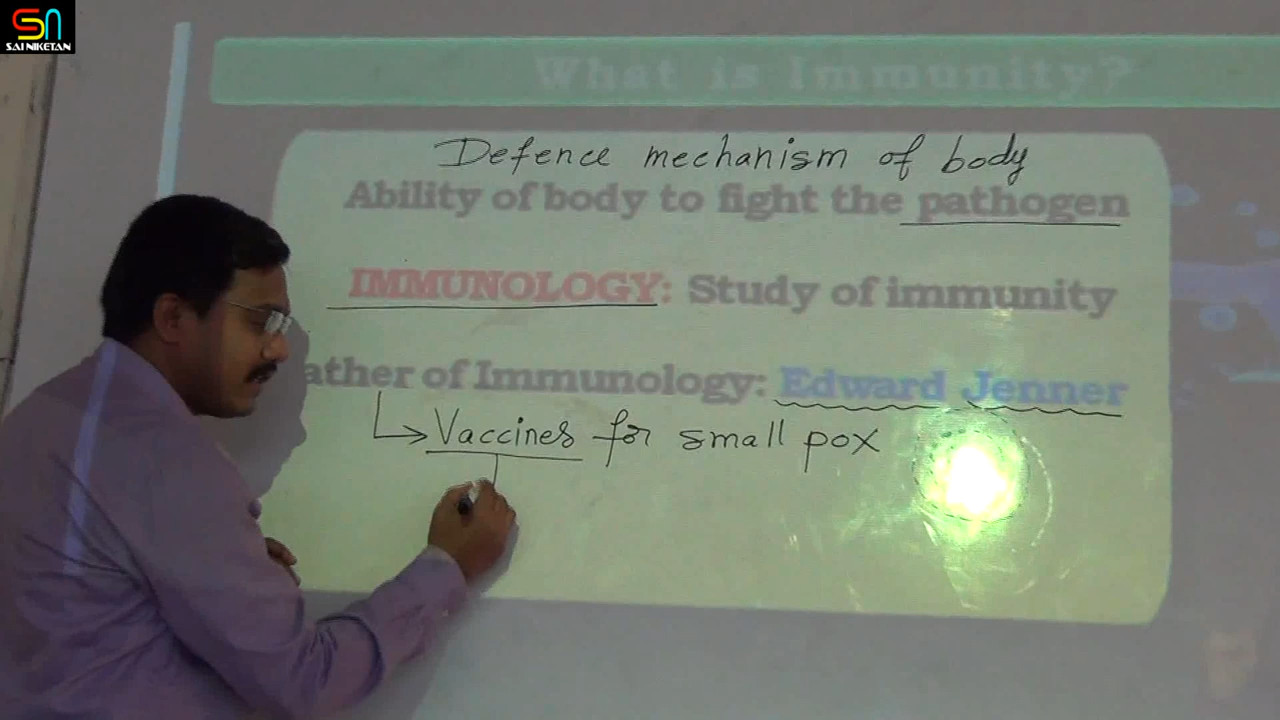 SN
SAI NIKETAN
What is Immunity?
Defence mechanism of body
Ability of body to fight the pathogen
IMMUNOLOGY: Study of immunity
ather of Immunology: Edward Jenner
Vaccines for small pox